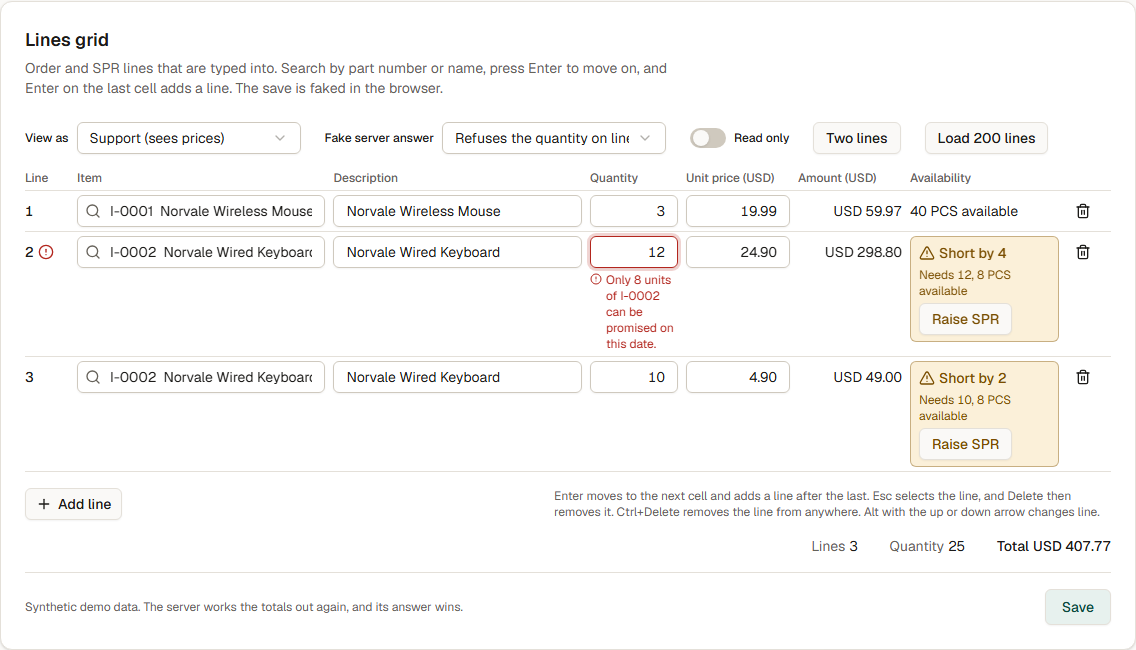 Lines grid
Order and SPR lines that are typed into. Search by part number or name, press Enter to move on, and
Enter on the last cell adds a line. The save is faked in the browser.
View as Support (sees prices) Fake server answer Refuses the quantity on line Read only Two lines Load 200 lines
Line Item Description Quantity Unit price (USD) Amount (USD) Availability
1 I-0001 Norvale Wireless Mouse Norvale Wireless Mouse 3 19.99 USD 59.97 40 PCS available
2 I-0002 Norvale Wired Keyboard Norvale Wired Keyboard 12 24.90 USD 298.80 Short by 4
Needs 12, 8 PCS
available
Raise SPR
Only 8 units
of I-0002
can be
promised on
this date.
3 I-0002 Norvale Wired Keyboard Norvale Wired Keyboard 10 4.90 USD 49.00 Short by 2
Needs 10, 8 PCS
available
Raise SPR
+ Add line
Enter moves to the next cell and adds a line after the last. Esc selects the line, and Delete then
removes it. Ctrl+Delete removes the line from anywhere. Alt with the up or down arrow changes line.
Lines 3 Quantity 25 Total USD 407.77
Synthetic demo data. The server works the totals out again, and its answer wins.
Save